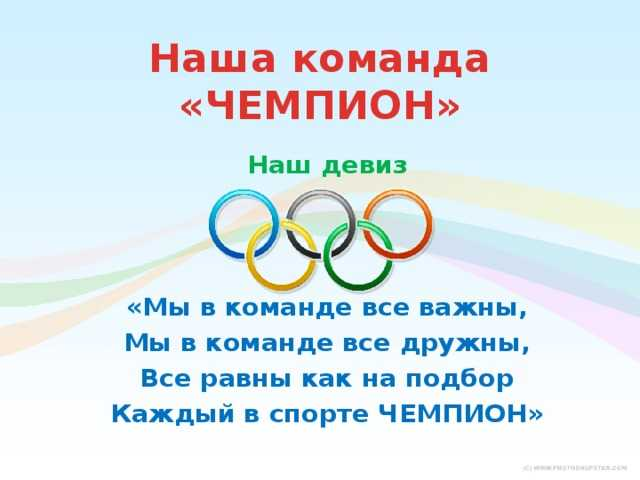 Наша команда
«ЧЕМПИОН»
Наш девиз
«Мы в команде все важны,
Мы в команде все дружны,
Все равны как на подбор
Каждый в спорте ЧЕМПИОН»